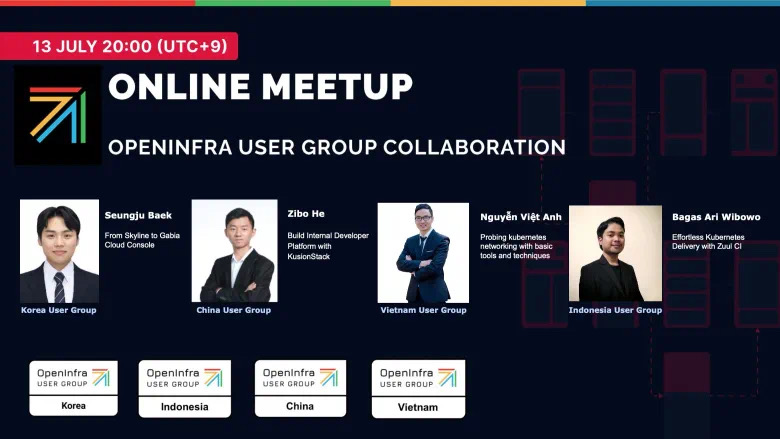 13 JULY 20:00 (UTC+9)
ONLINE MEETUP
OPENINFRA USER GROUP COLLABORATION
Seungju Baek
From Skyline to Gabia
Cloud Console
Korea User Group
Zibo He
Build Internal Developer
Platform with
KusionStack
China User Group
Nguyễn Việt Anh
Probing kubernetes
networking with basic
tools and techniques
Vietnam User Group
Bagas Ari Wibowo
Effortless Kubernetes
Delivery with Zuul CI
Indonesia User Group
OpenInfra
USER GROUP
Korea
OpenInfra
USER GROUP
Indonesia
OpenInfra
USER GROUP
China
OpenInfra
USER GROUP
Vietnam